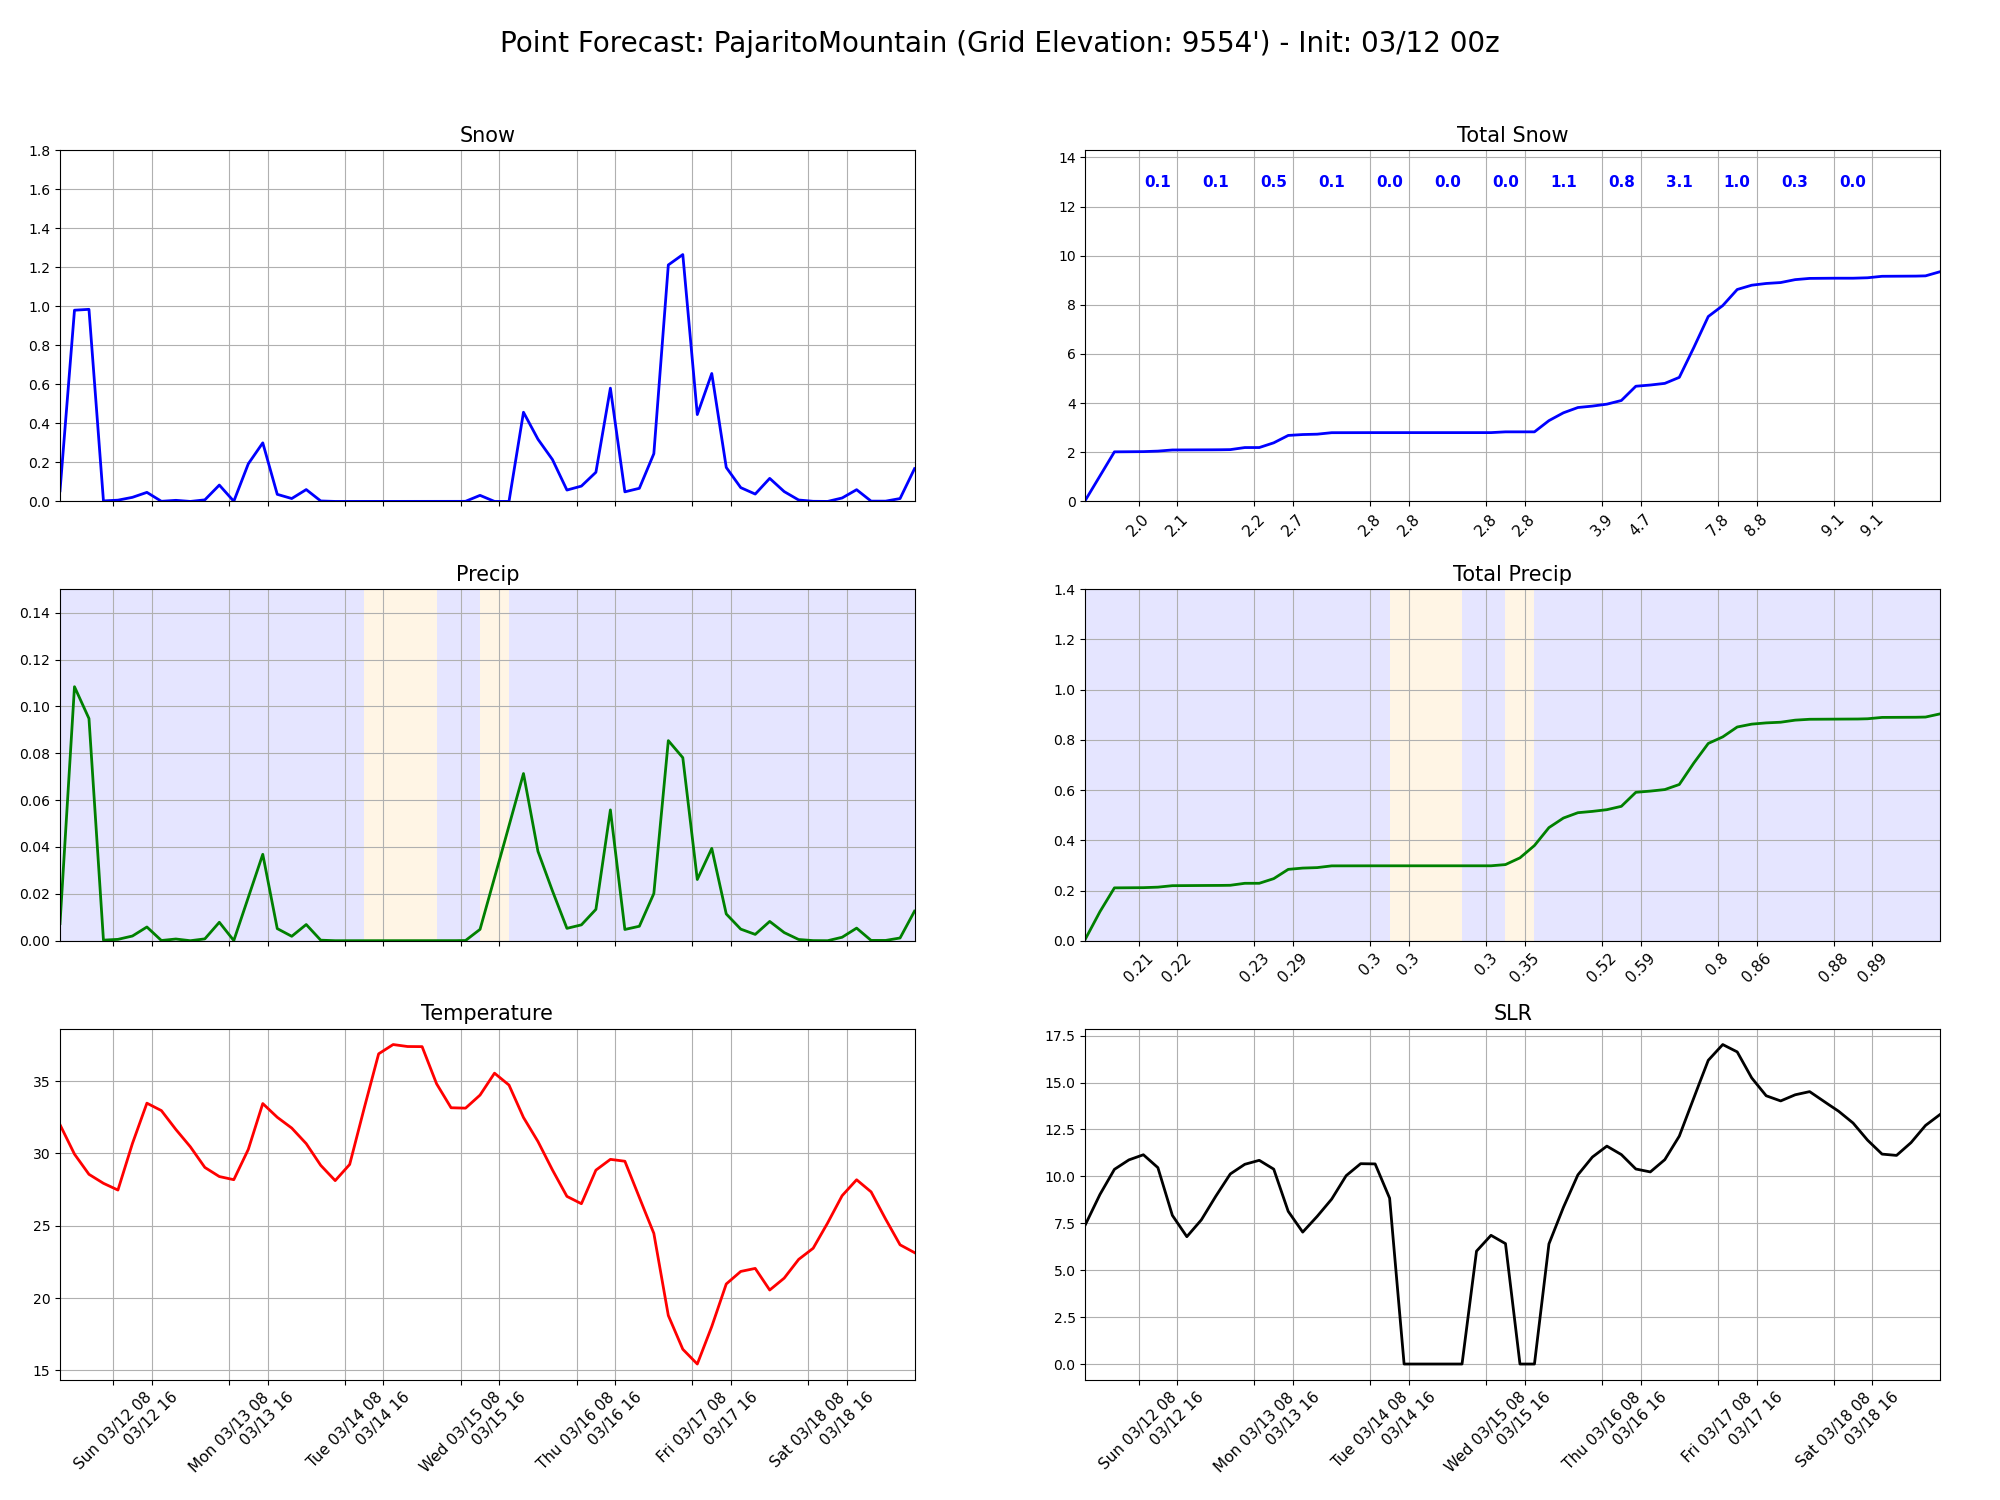 Point Forecast: PajaritoMountain (Grid Elevation: 9554') - Init: 03/12 00z
Snow
1.8
1.6
1.4
1.2
1.0
0.8
0.6
0.4
0.2
0.0
Total Snow
14
12
10
8
6
4
2
0
0.1 0.1 0.5 0.1 0.0 0.0 0.0 1.1 0.8 3.1 1.0 0.3 0.0
2.0 2.1 2.2 2.7 2.8 2.8 2.8 2.8 3.9 4.7 7.8 8.8 9.1 9.1
Precip
0.14
0.12
0.10
0.08
0.06
0.04
0.02
0.00
Total Precip
1.4
1.2
1.0
0.8
0.6
0.4
0.2
0.0
0.21 0.22 0.23 0.29 0.3 0.3 0.3 0.35 0.52 0.59 0.8 0.86 0.88 0.89
Temperature
35
30
25
20
15
Sun 03/12 08
03/12 16
Mon 03/13 08
03/13 16
Tue 03/14 08
03/14 16
Wed 03/15 08
03/15 16
Thu 03/16 08
03/16 16
Fri 03/17 08
03/17 16
Sat 03/18 08
03/18 16
SLR
17.5
15.0
12.5
10.0
7.5
5.0
2.5
0.0
Sun 03/12 08
03/12 16
Mon 03/13 08
03/13 16
Tue 03/14 08
03/14 16
Wed 03/15 08
03/15 16
Thu 03/16 08
03/16 16
Fri 03/17 08
03/17 16
Sat 03/18 08
03/18 16